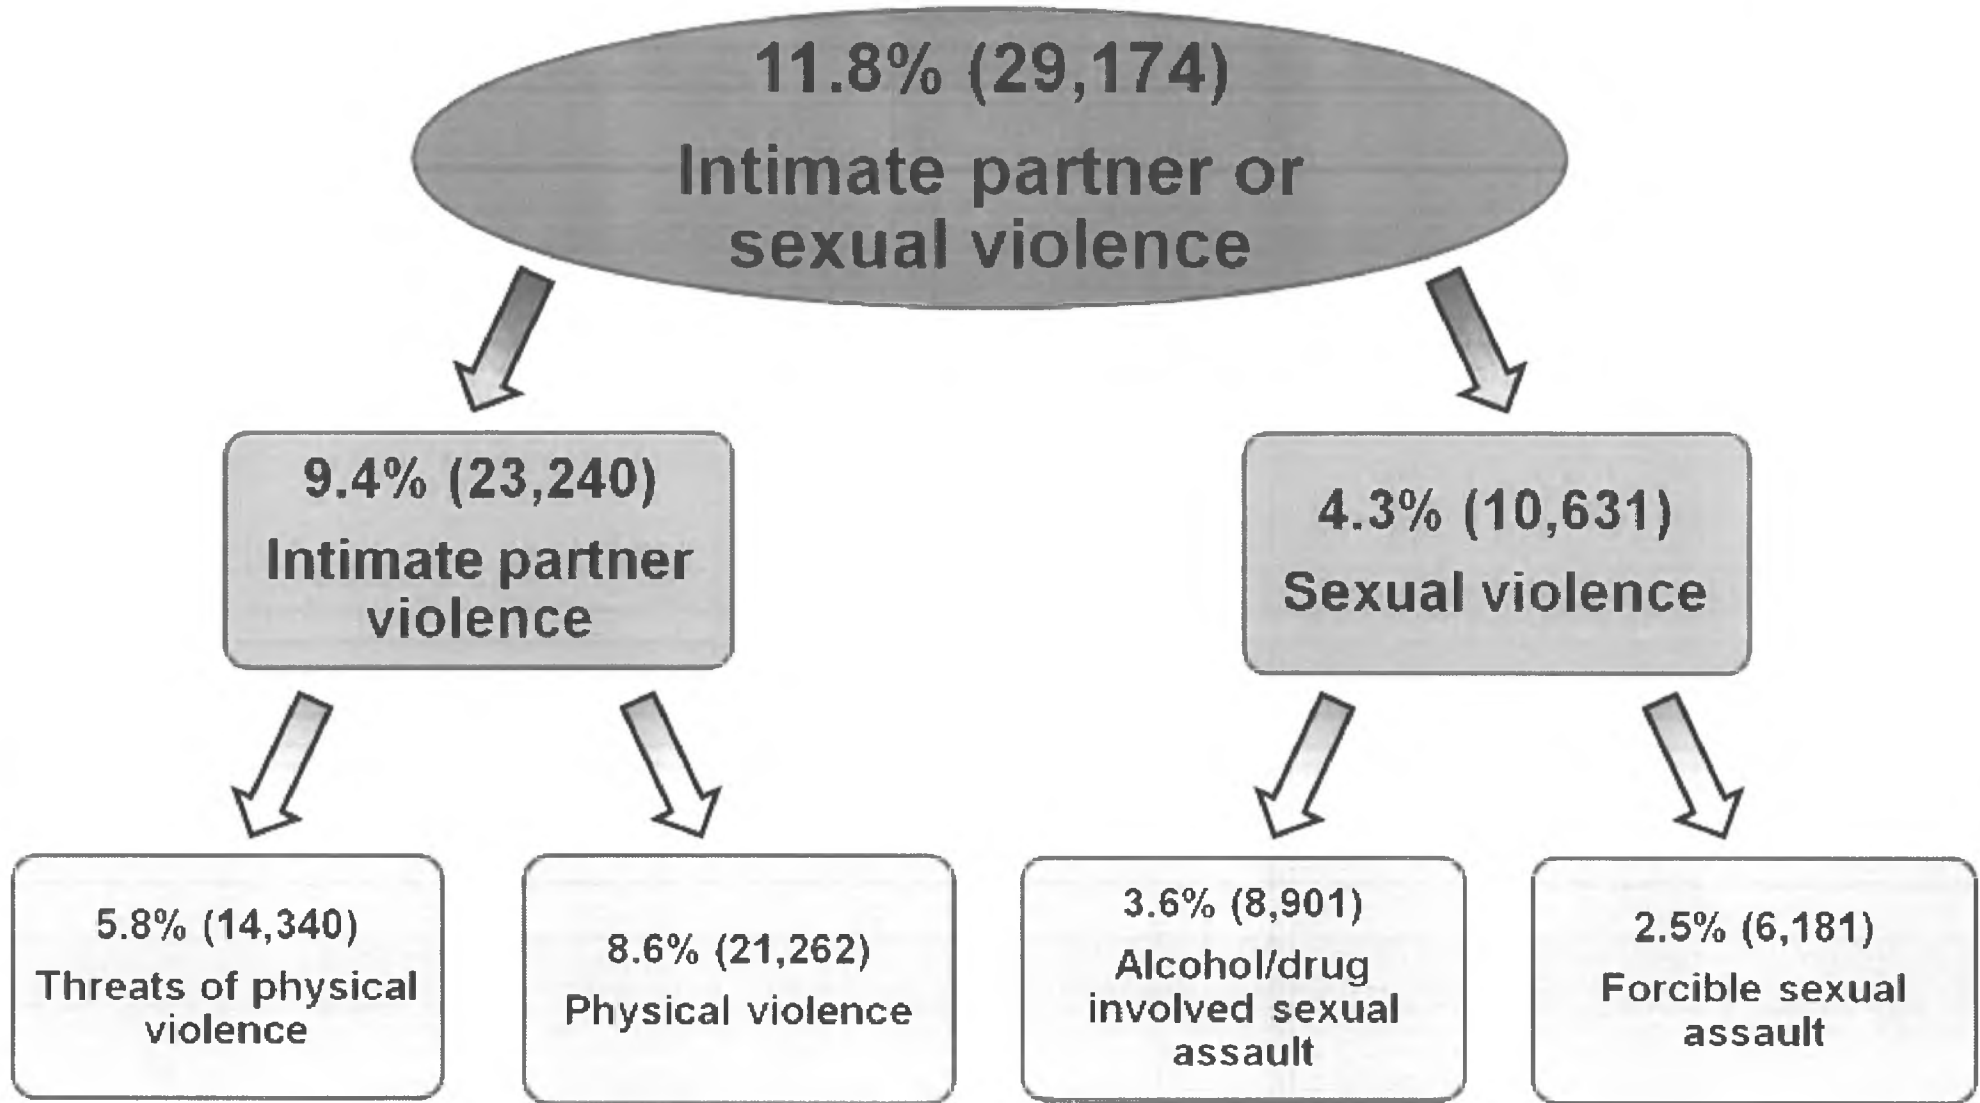 11.8% (29,174)
Intimate partner or
sexual violence
9.4% (23,240)
Intimate partner
violence
4.3% (10,631)
Sexual violence
5.8% (14,340)
Threats of physical
violence
8.6% (21,262)
Physical violence
3.6% (8,901)
Alcohol/drug
involved sexual
assault
2.5% (6,181)
Forcible sexual
assault